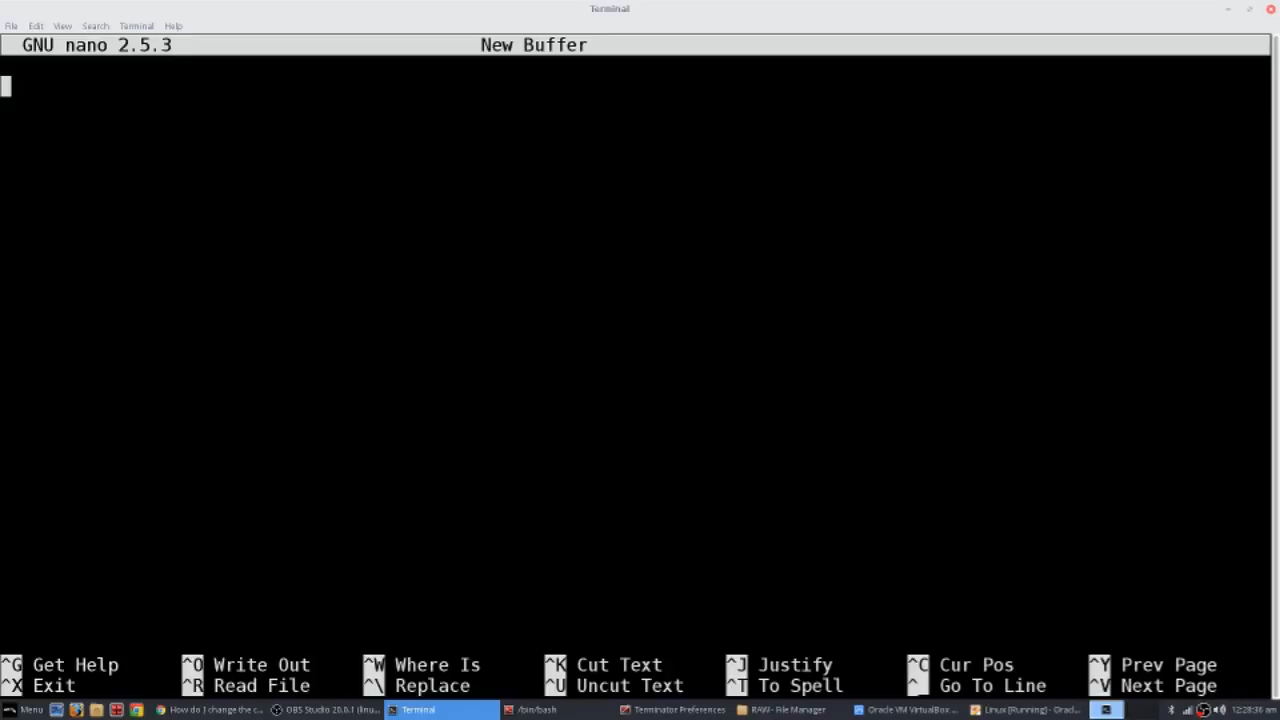 Terminal
File Edit View Search Terminal Help
GNU nano 2.5.3 New Buffer
^G Get Help ^O Write Out ^W Where Is ^K Cut Text ^J Justify ^C Cur Pos ^Y Prev Page
^X Exit ^R Read File ^\ Replace ^U Uncut Text ^T To Spell ^_ Go To Line ^V Next Page
Menu How do I change the c... OBS Studio 20.0.1 (linu... Terminal /bin/bash Terminator Preferences RAW - File Manager Oracle VM VirtualBox ... Linux [Running] - Orac... 12:28:36 am